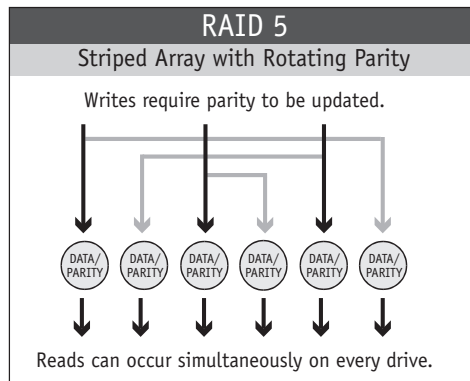 RAID 5
Striped Array with Rotating Parity
Writes require parity to be updated.
DATA/ DATA/ DATA/ DATA/ DATA/ DATA/
PARITY PARITY PARITY PARITY PARITY PARITY
Reads can occur simultaneously on every drive.